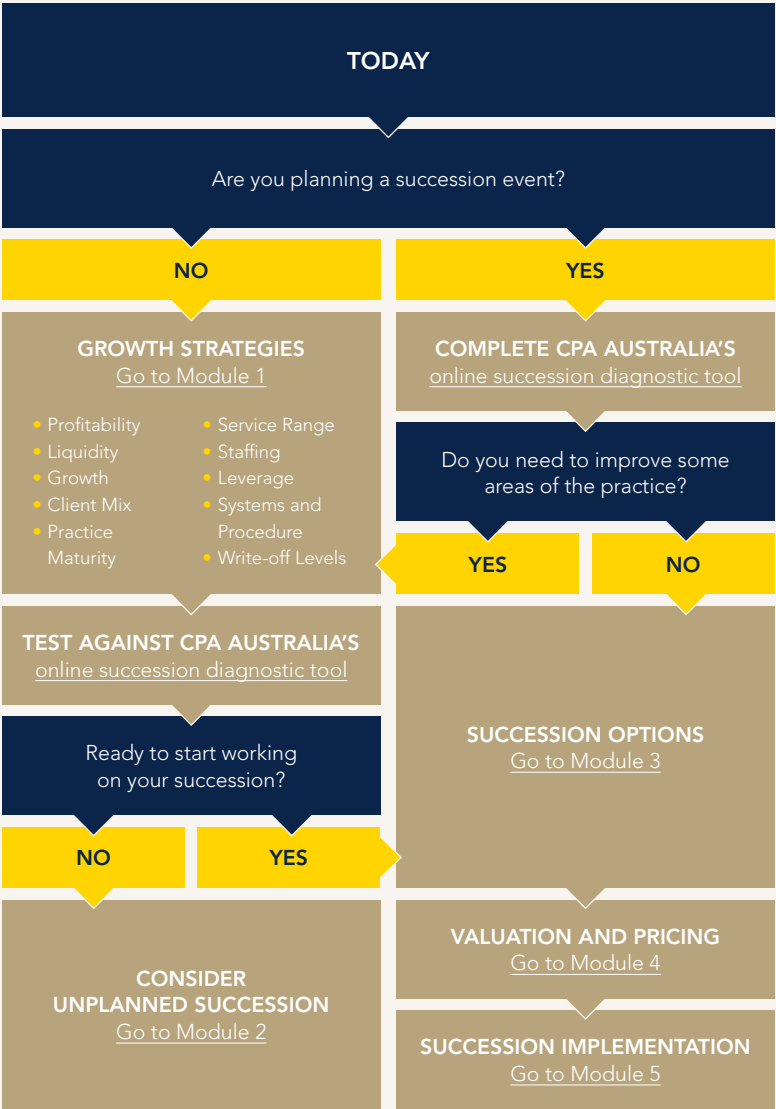 TODAY
Are you planning a succession event?
NO
YES
GROWTH STRATEGIES
Go to Module 1
• Profitability
• Liquidity
• Growth
• Client Mix
• Practice
Maturity
• Service Range
• Staffing
• Leverage
• Systems and
Procedure
• Write-off Levels
COMPLETE CPA AUSTRALIA'S
online succession diagnostic tool
Do you need to improve some
areas of the practice?
YES
NO
TEST AGAINST CPA AUSTRALIA'S
online succession diagnostic tool
Ready to start working
on your succession?
NO
YES
CONSIDER
UNPLANNED SUCCESSION
Go to Module 2
SUCCESSION OPTIONS
Go to Module 3
VALUATION AND PRICING
Go to Module 4
SUCCESSION IMPLEMENTATION
Go to Module 5